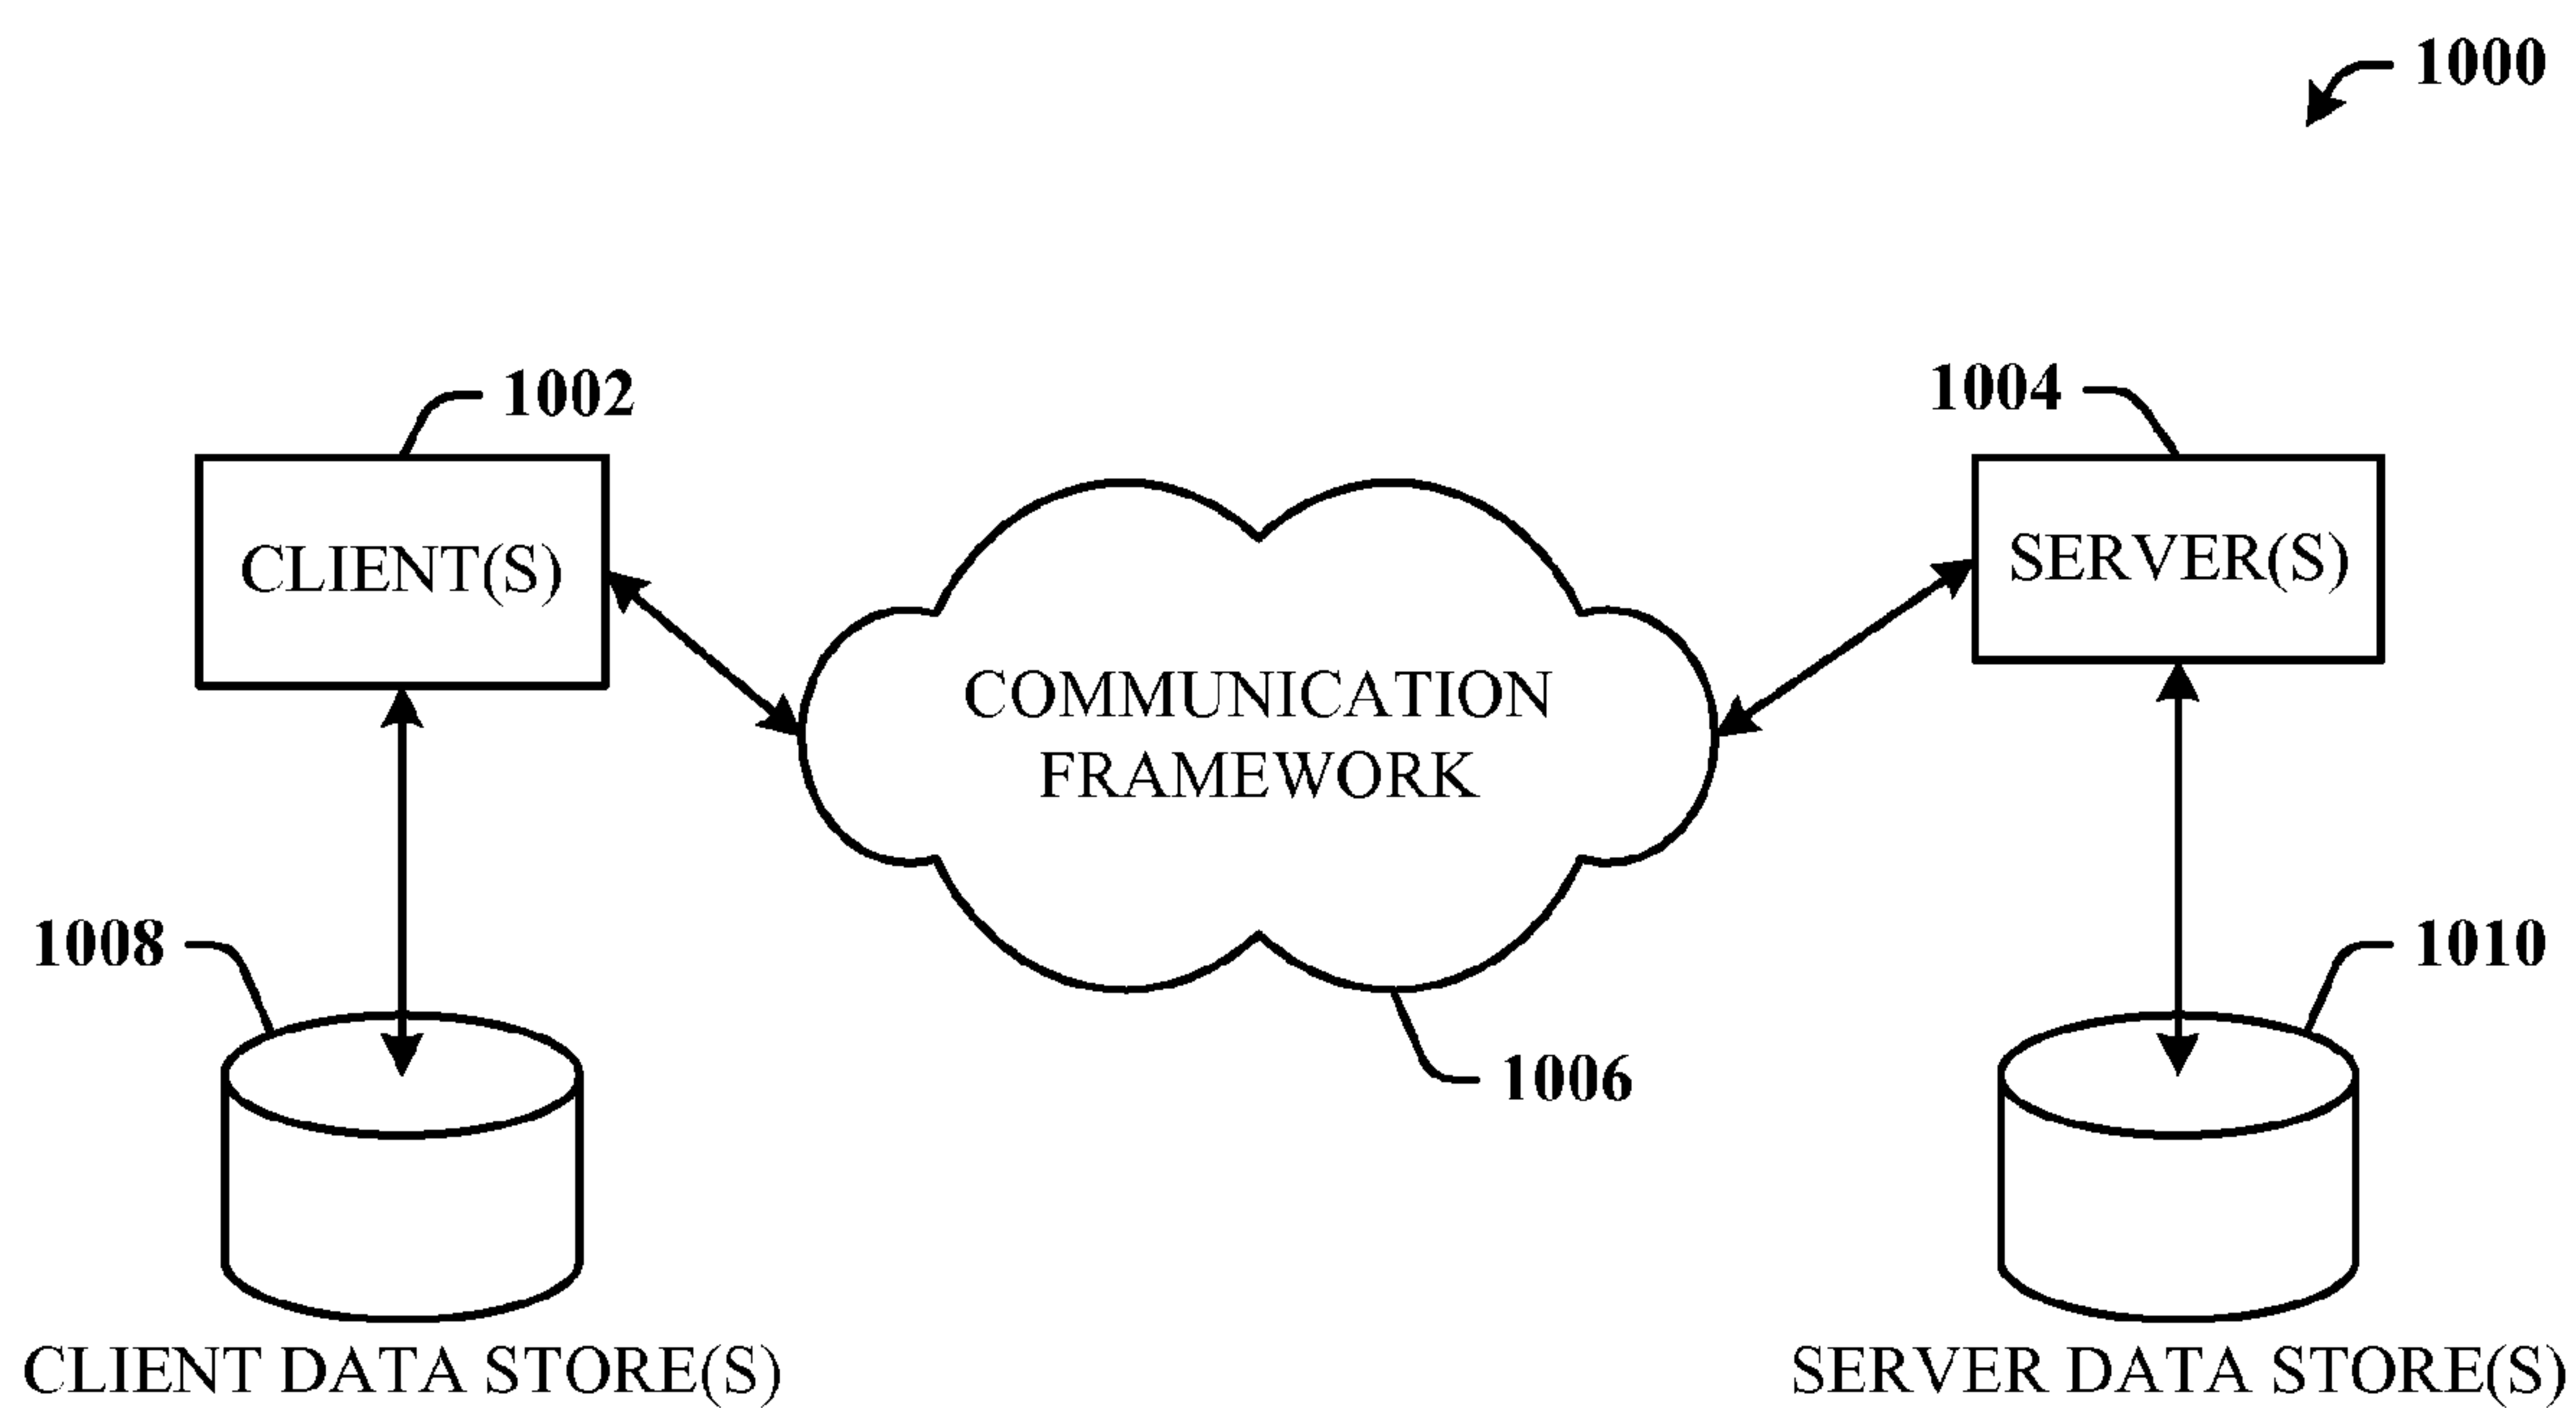 1000
1002
1004
CLIENT(S)
SERVER(S)
COMMUNICATION
FRAMEWORK
1008
1010
1006
CLIENT DATA STORE(S)
SERVER DATA STORE(S)